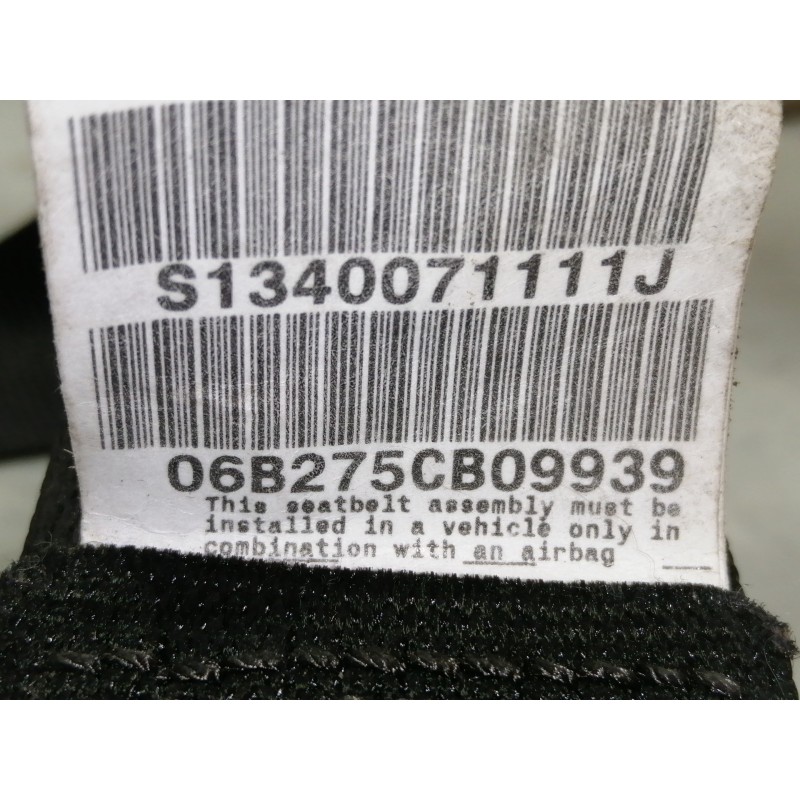 S1340071111J
06B275CB09939
This seatbelt assembly must be
installed in a vehicle only in
combination with an airbag